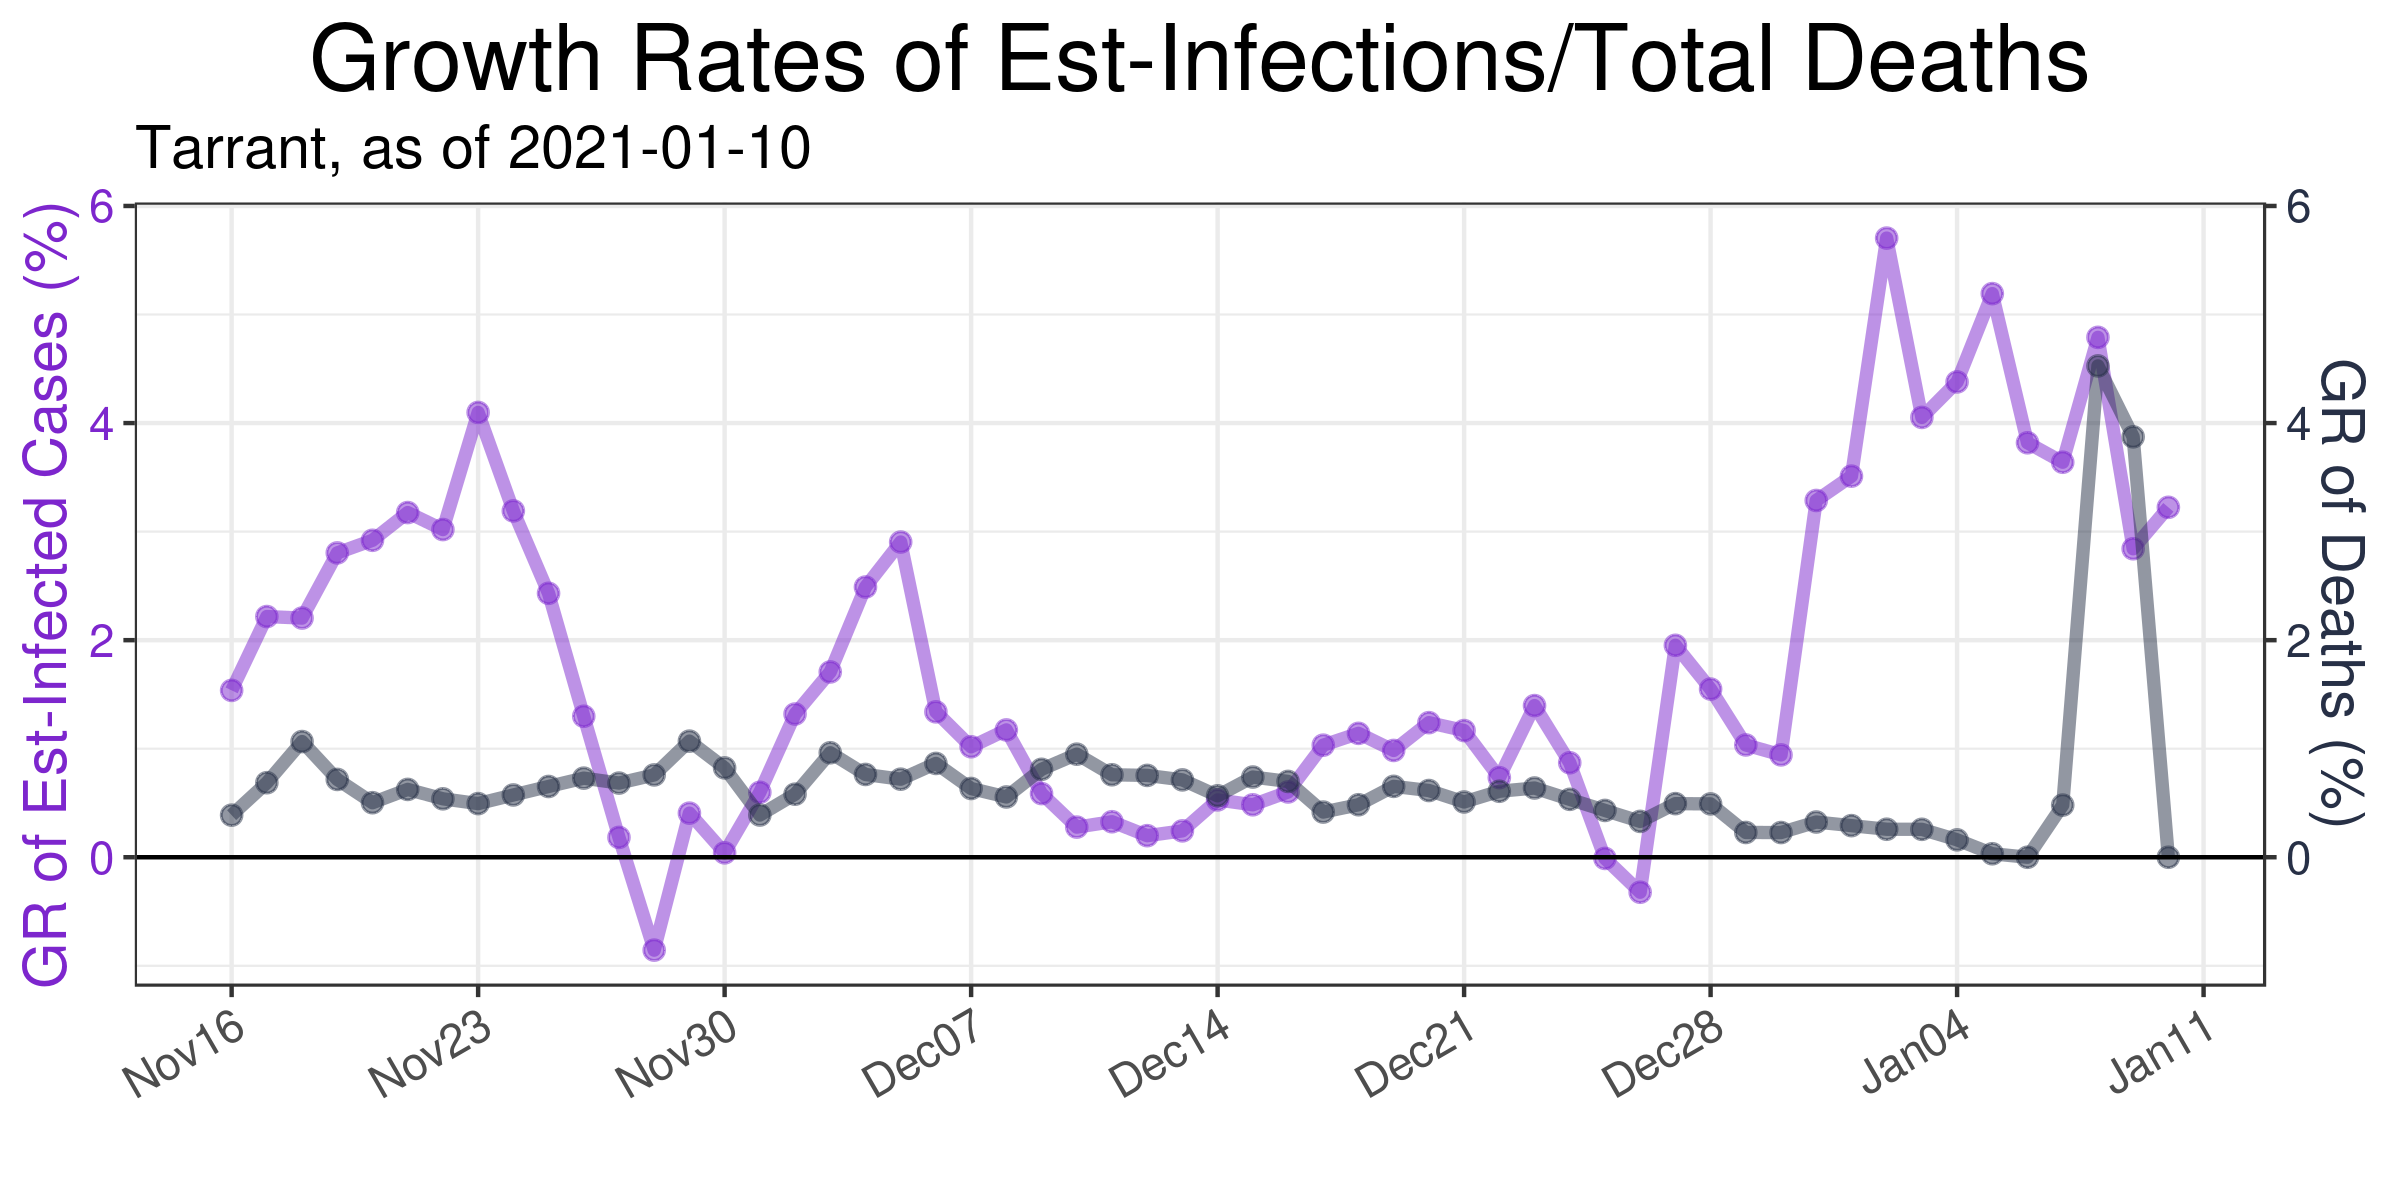 Growth Rates of Est-Infections/Total Deaths
Tarrant, as of 2021-01-10
GR of Est-Infected Cases (%)
6
4
2
0
6
4
2
0
GR of Deaths (%)
Nov16
Nov23
Nov30
Dec07
Dec14
Dec21
Dec28
Jan04
Jan11